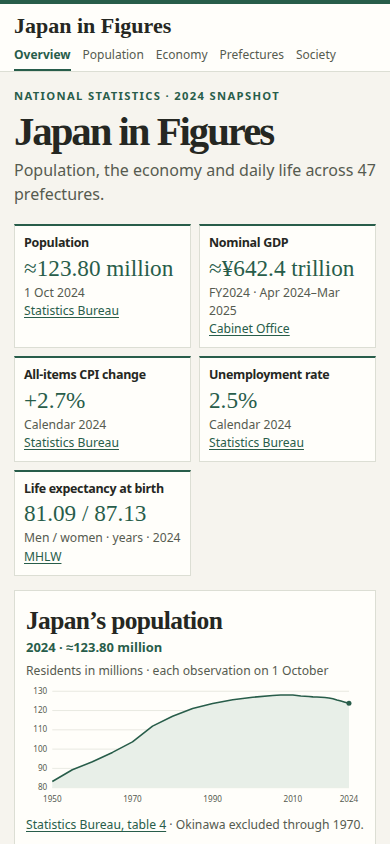 Japan in Figures
Overview Population Economy Prefectures Society
NATIONAL STATISTICS · 2024 SNAPSHOT
Japan in Figures
Population, the economy and daily life across 47
prefectures.
Population
≈123.80 million
1 Oct 2024
Statistics Bureau
Nominal GDP
≈¥642.4 trillion
FY2024 · Apr 2024–Mar
2025
Cabinet Office
All-items CPI change
+2.7%
Calendar 2024
Statistics Bureau
Unemployment rate
2.5%
Calendar 2024
Statistics Bureau
Life expectancy at birth
81.09 / 87.13
Men / women · years · 2024
MHLW
Japan’s population
2024 · ≈123.80 million
Residents in millions · each observation on 1 October
130
120
110
100
90
80
1950 1970 1990 2010 2024
Statistics Bureau, table 4 · Okinawa excluded through 1970.